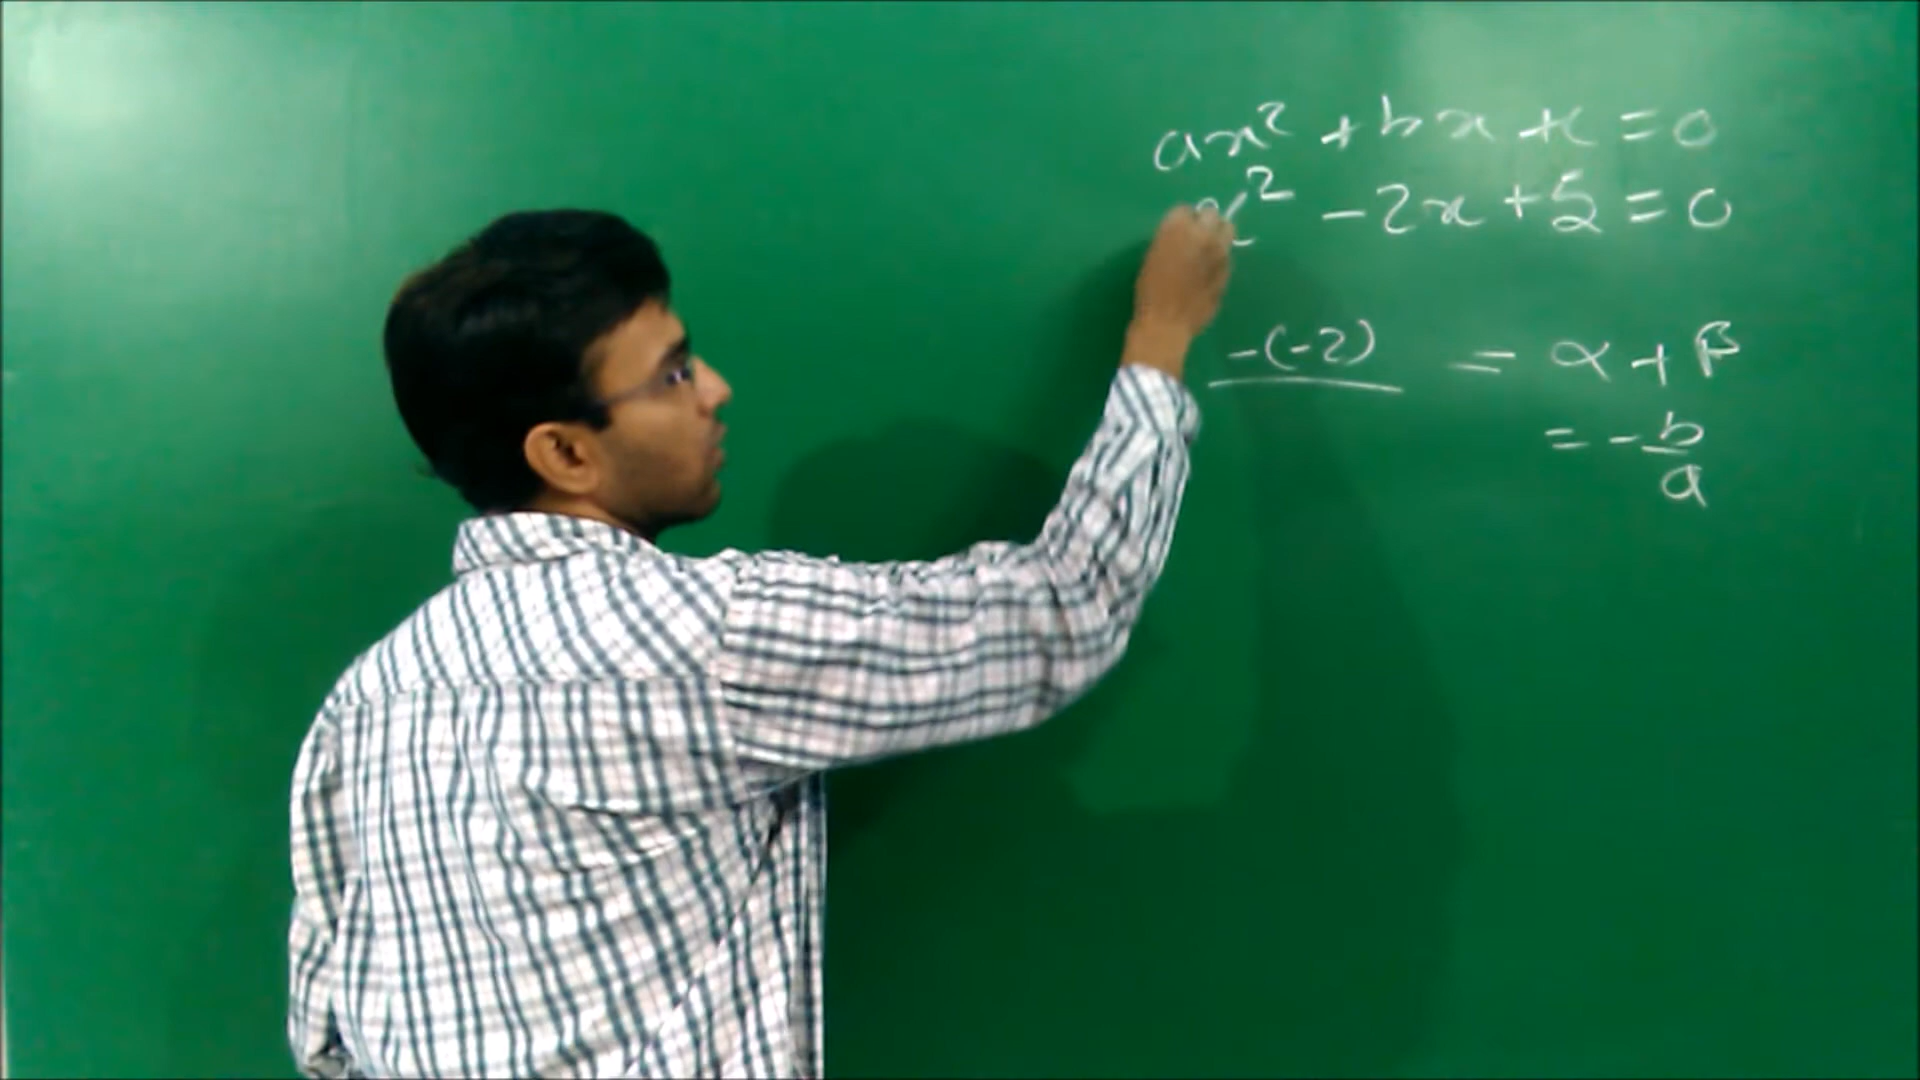 ax² + bx + c = 0
x² - 2x + 5 = 0
-(-2) = α + β
= -b/a